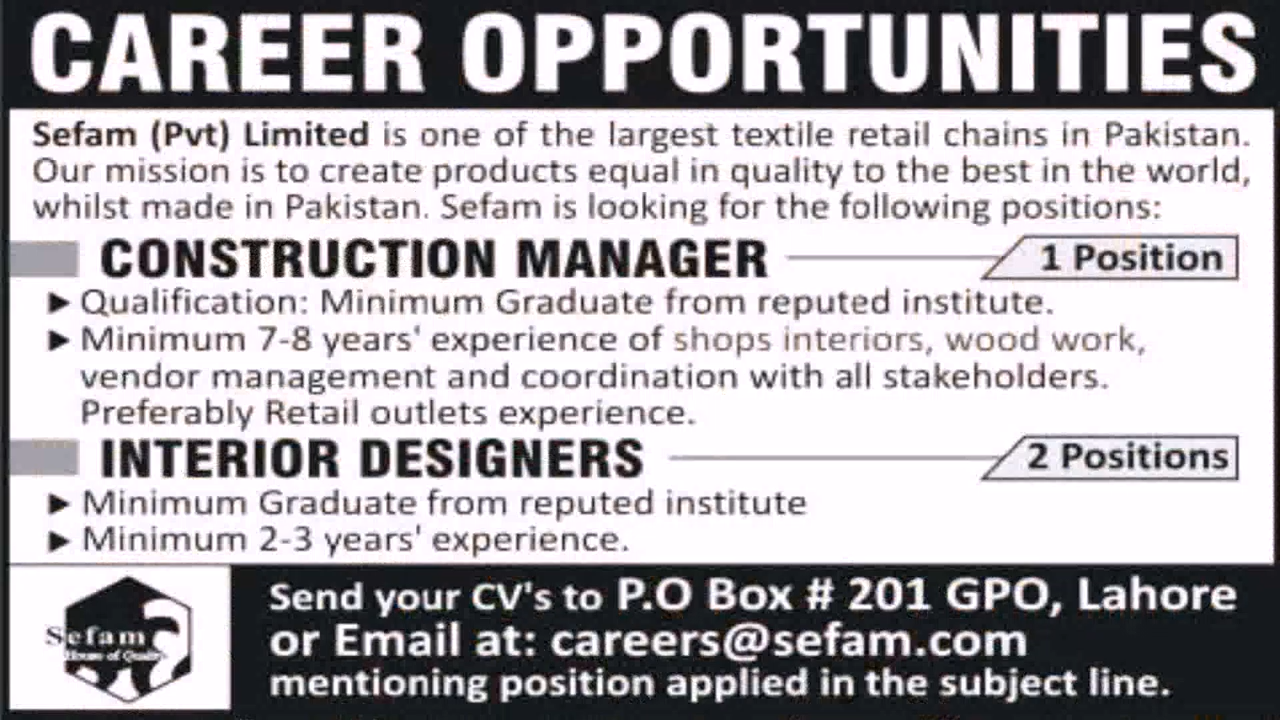 CAREER OPPORTUNITIES
Sefam (Pvt) Limited is one of the largest textile retail chains in Pakistan.
Our mission is to create products equal in quality to the best in the world,
whilst made in Pakistan. Sefam is looking for the following positions:
CONSTRUCTION MANAGER 1 Position
► Qualification: Minimum Graduate from reputed institute.
► Minimum 7-8 years' experience of shops interiors, wood work,
vendor management and coordination with all stakeholders.
Preferably Retail outlets experience.
INTERIOR DESIGNERS 2 Positions
► Minimum Graduate from reputed institute
► Minimum 2-3 years' experience.
Sefam
House of Quality
Send your CV's to P.O Box # 201 GPO, Lahore
or Email at: careers@sefam.com
mentioning position applied in the subject line.